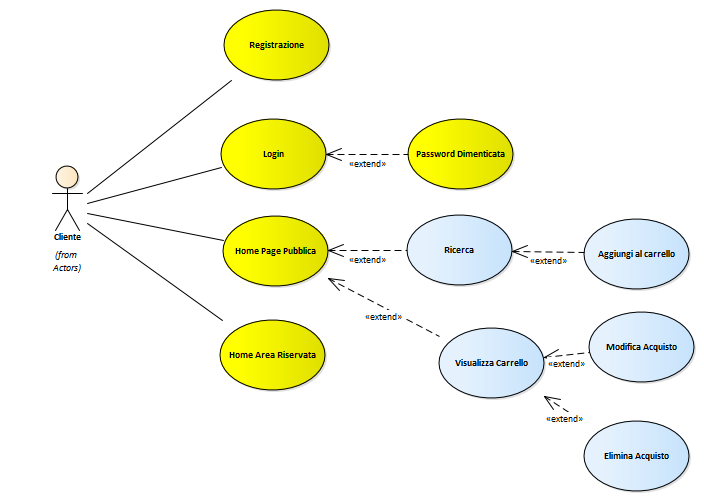 Registrazione
Login
«extend»
Password Dimenticata
Cliente
(from
Actors)
Home Page Pubblica
«extend»
Ricerca
«extend»
Aggiungi al carrello
«extend»
Home Area Riservata
Visualizza Carrello
«extend»
Modifica Acquisto
«extend»
Elimina Acquisto